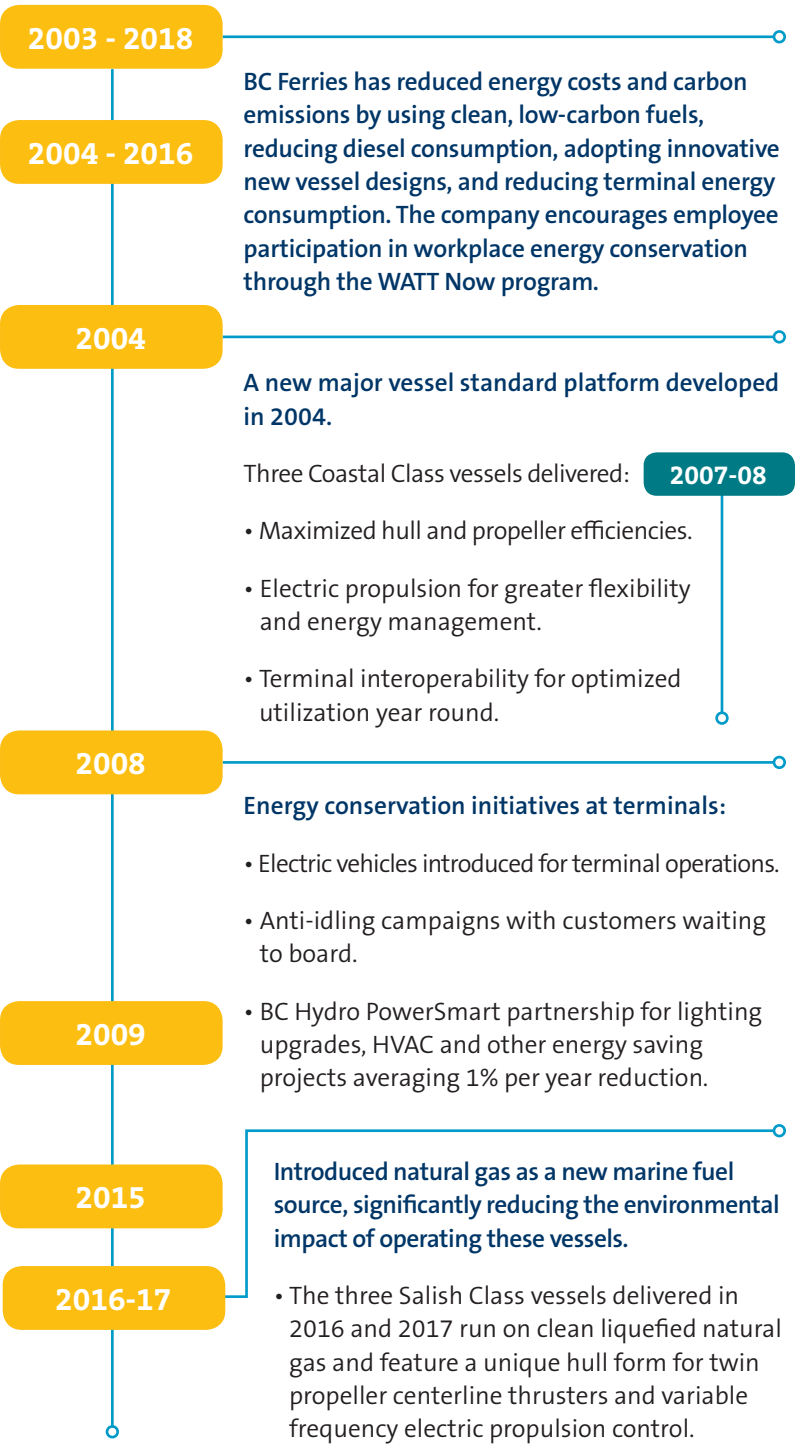 2003 - 2018
BC Ferries has reduced energy costs and carbon
emissions by using clean, low-carbon fuels,
2004 - 2016
reducing diesel consumption, adopting innovative
new vessel designs, and reducing terminal energy
consumption. The company encourages employee
participation in workplace energy conservation
through the WATT Now program.
2004
A new major vessel standard platform developed
in 2004.
Three Coastal Class vessels delivered: 2007-08
• Maximized hull and propeller efficiencies.
• Electric propulsion for greater flexibility
and energy management.
• Terminal interoperability for optimized
utilization year round.
2008
Energy conservation initiatives at terminals:
• Electric vehicles introduced for terminal operations.
• Anti-idling campaigns with customers waiting
to board.
2009
• BC Hydro PowerSmart partnership for lighting
upgrades, HVAC and other energy saving
projects averaging 1% per year reduction.
2015
Introduced natural gas as a new marine fuel
source, significantly reducing the environmental
impact of operating these vessels.
2016-17
• The three Salish Class vessels delivered in
2016 and 2017 run on clean liquefied natural
gas and feature a unique hull form for twin
propeller centerline thrusters and variable
frequency electric propulsion control.